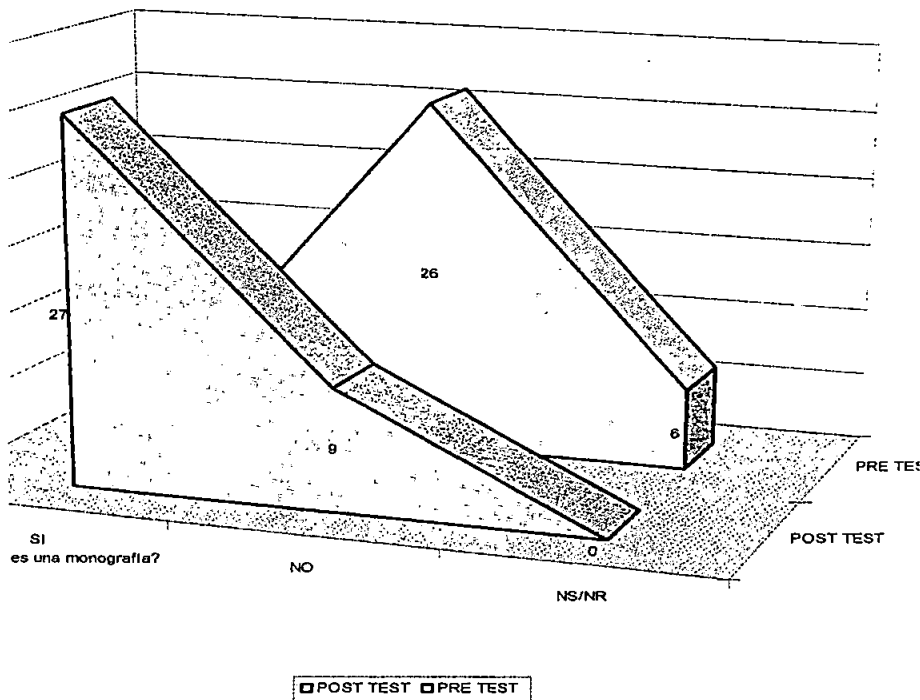 27
26
9
6
0
PRE TES
POST TEST
SI
es una monografia?
NO
NS/NR
POST TEST PRE TEST